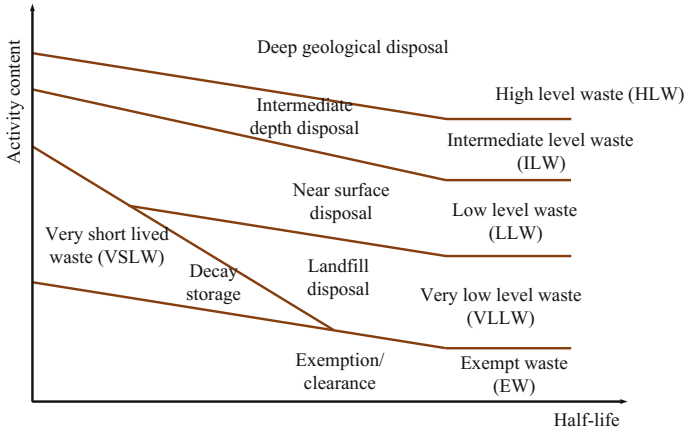 Activity content
Deep geological disposal
High level waste (HLW)
Intermediate
depth disposal
Intermediate level waste
(ILW)
Near surface
disposal
Low level waste
(LLW)
Very short lived
waste (VSLW)
Decay
storage
Landfill
disposal
Very low level waste
(VLLW)
Exemption/
clearance
Exempt waste
(EW)
Half-life